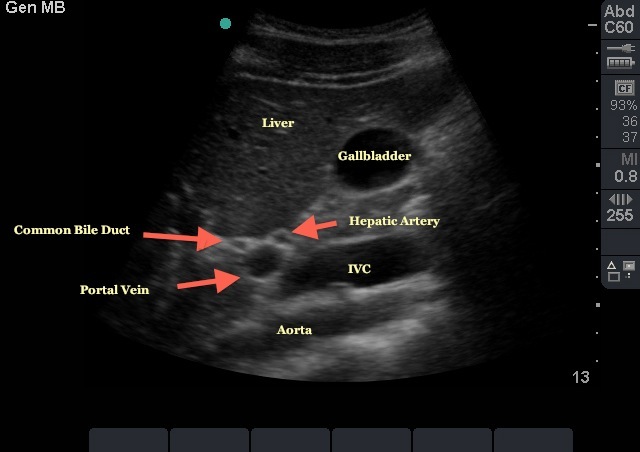 Gen MB
Abd
C60
CF
93%
36
37
MI
0.8
255
Liver
Gallbladder
Hepatic Artery
Common Bile Duct
IVC
Portal Vein
Aorta
13